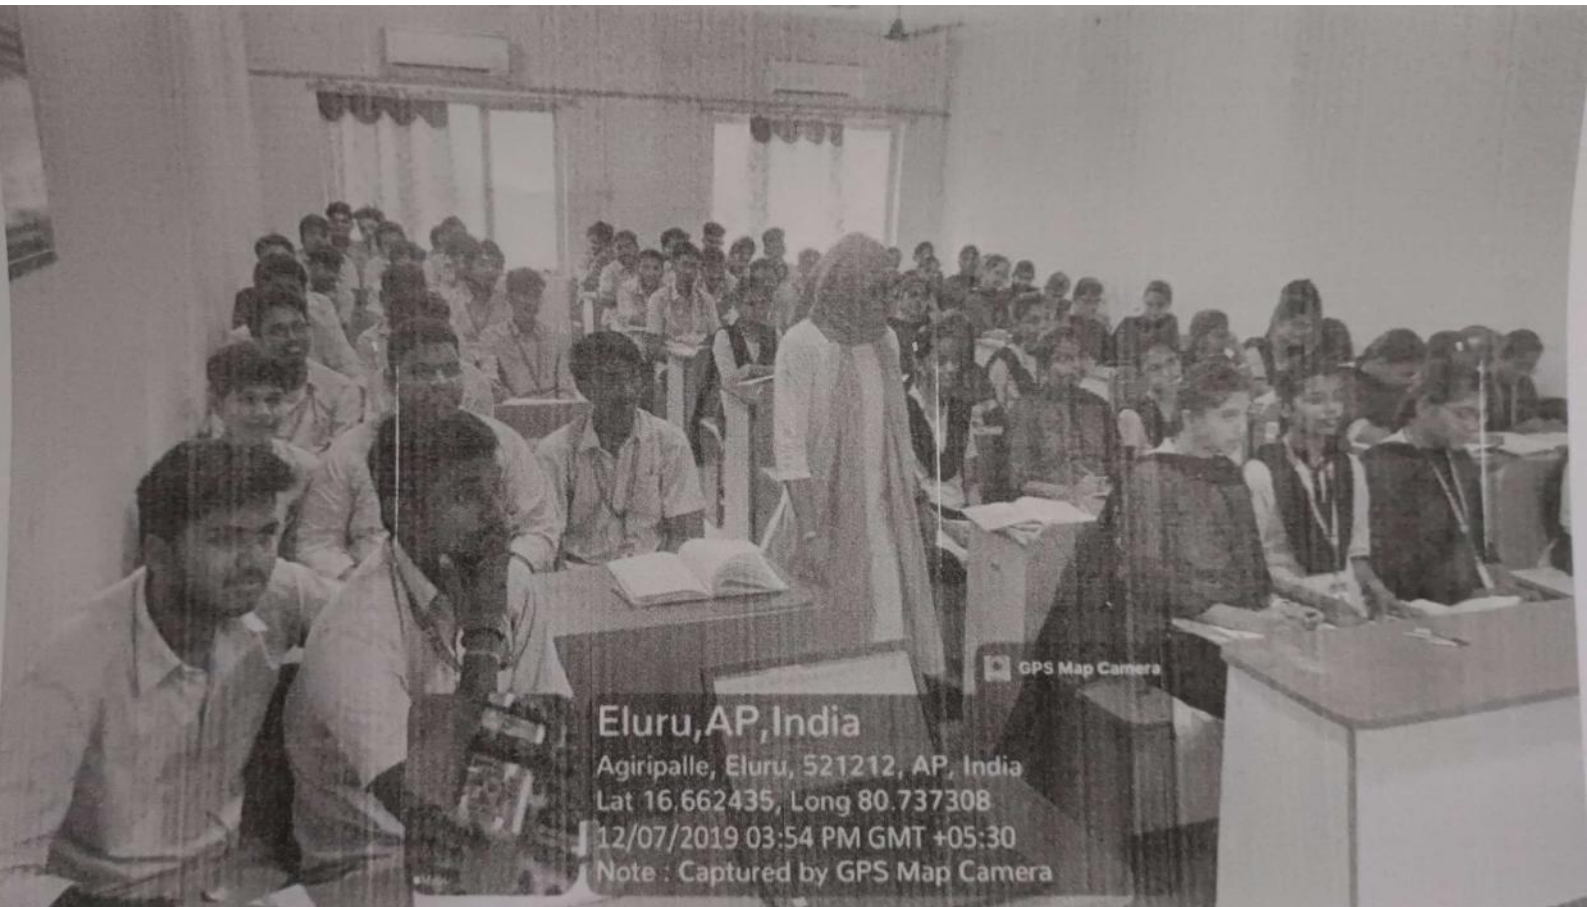 GPS Map Camera
Eluru,AP,India
Agiripalle, Eluru, 521212, AP, India
Lat 16.662435, Long 80.737308
12/07/2019 03:54 PM GMT +05:30
Note : Captured by GPS Map Camera